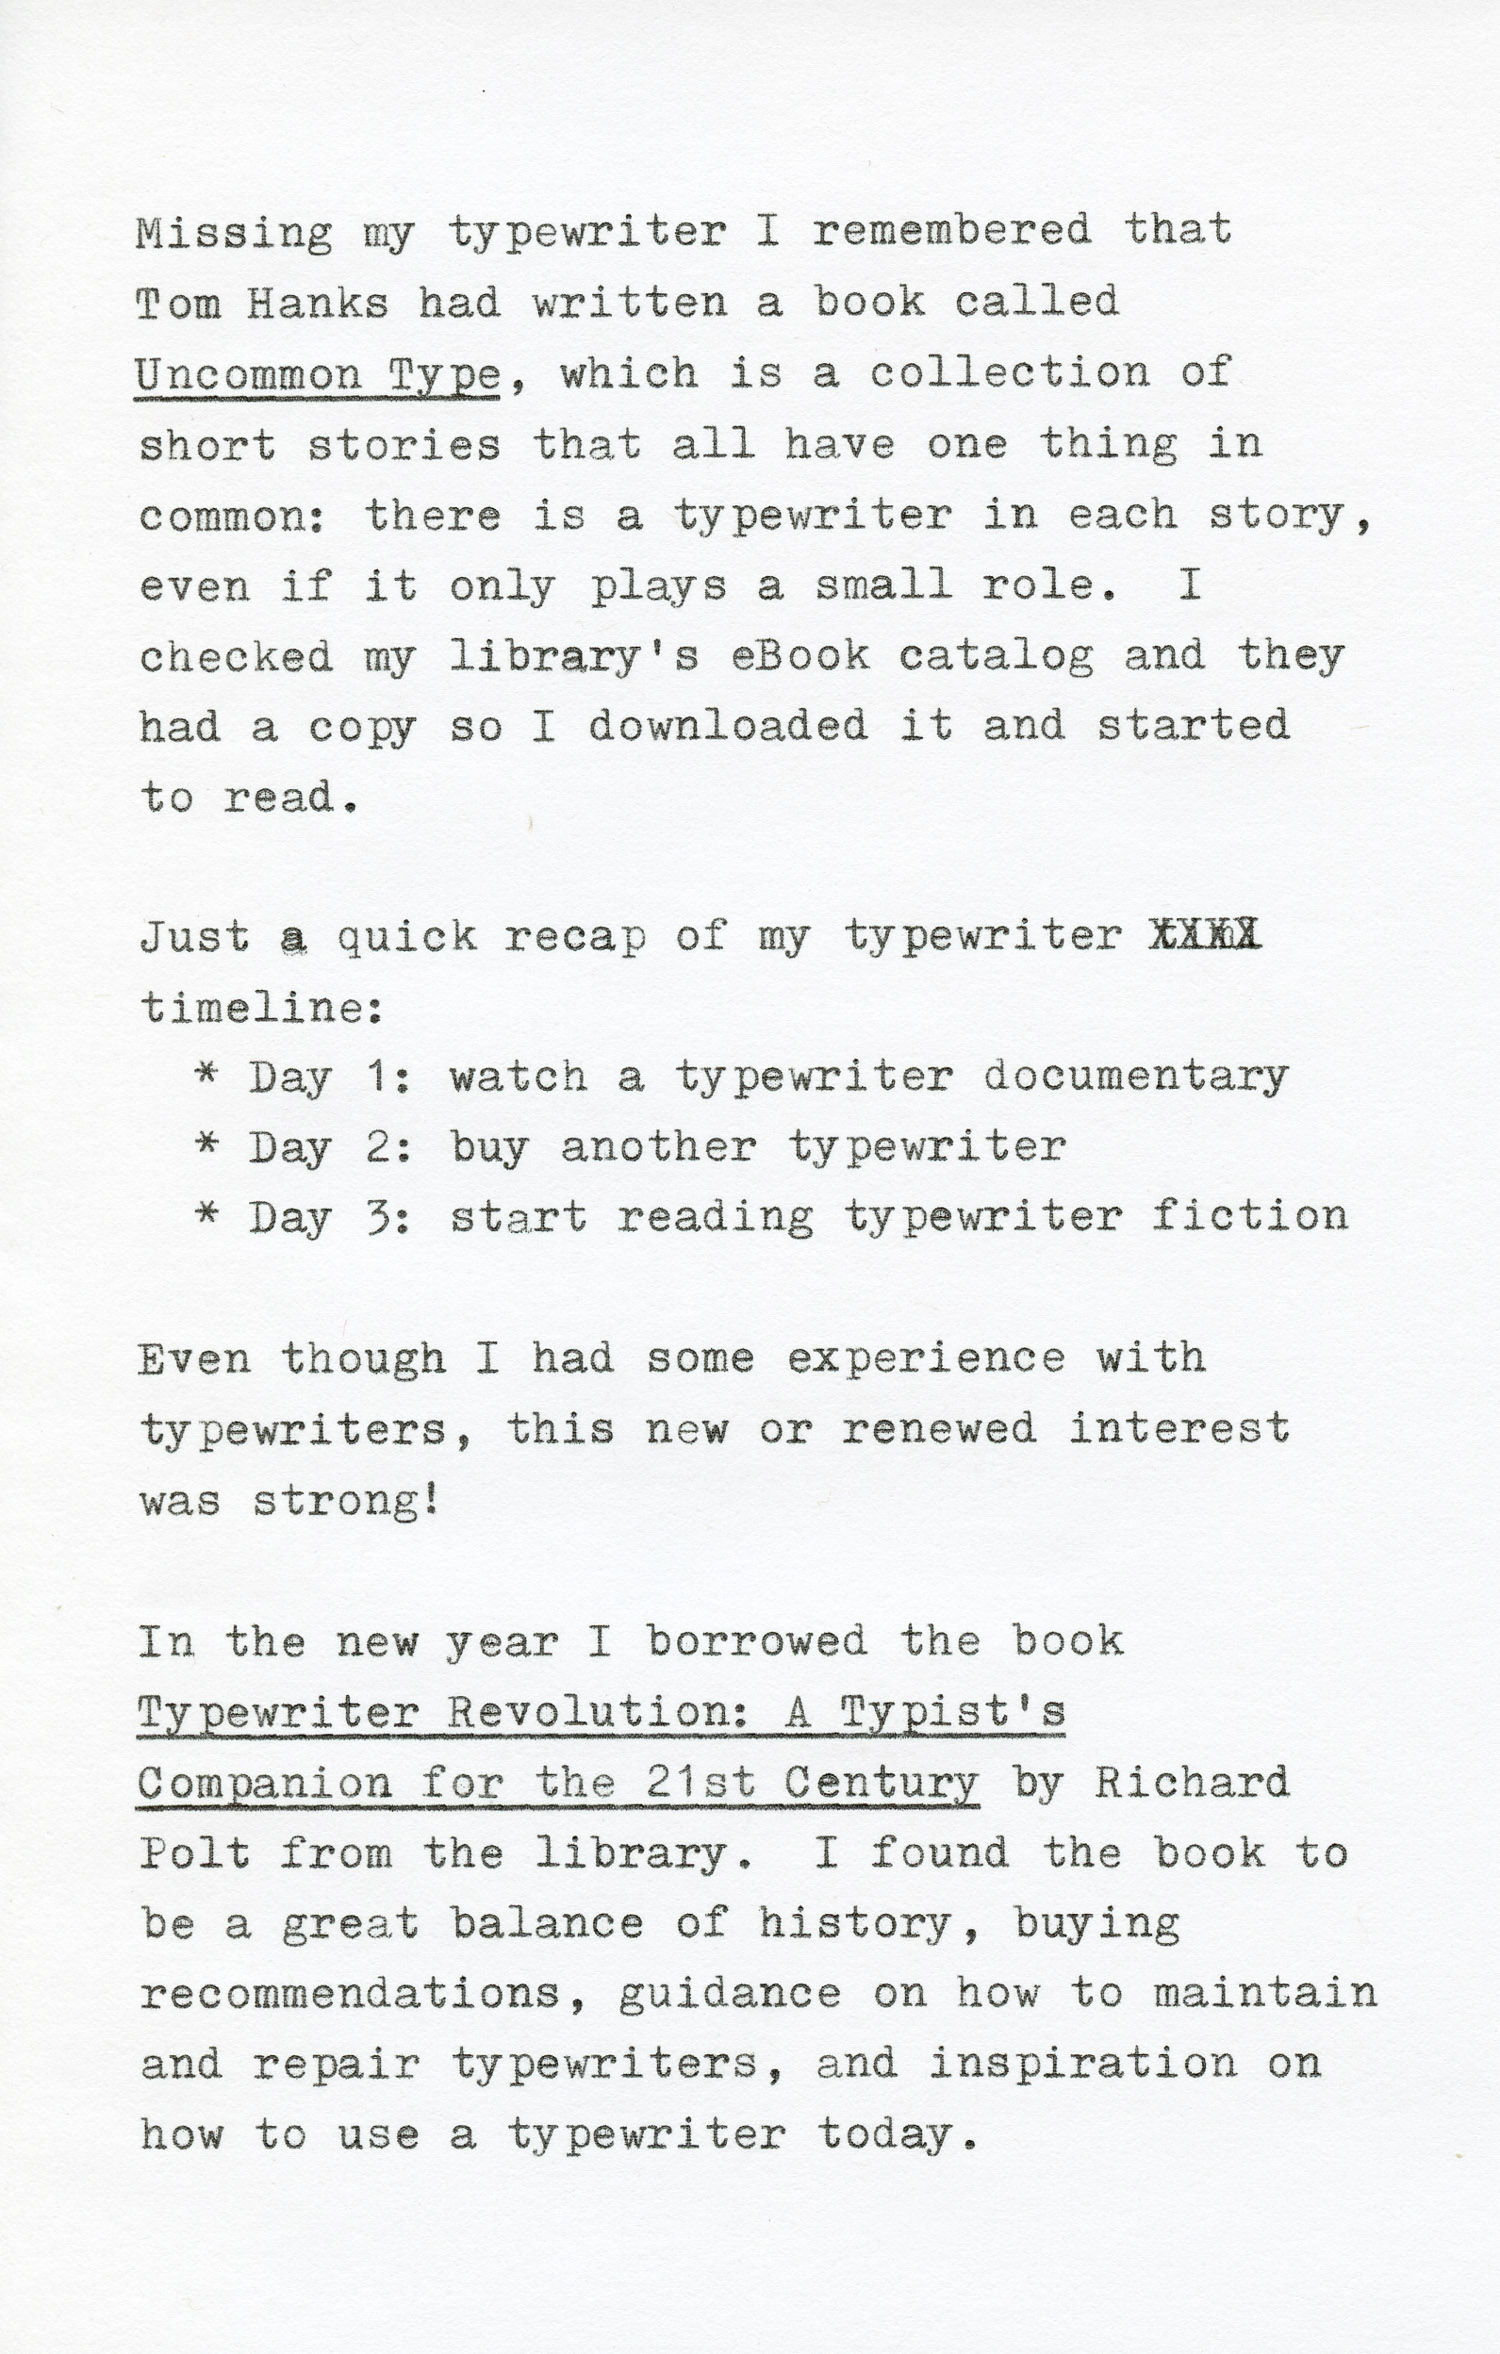 Missing my typewriter I remembered that
Tom Hanks had written a book called
Uncommon Type, which is a collection of
short stories that all have one thing in
common: there is a typewriter in each story,
even if it only plays a small role.  I
checked my library's eBook catalog and they
had a copy so I downloaded it and started
to read.

Just a quick recap of my typewriter
timeline:
  * Day 1: watch a typewriter documentary
  * Day 2: buy another typewriter
  * Day 3: start reading typewriter fiction

Even though I had some experience with
typewriters, this new or renewed interest
was strong!

In the new year I borrowed the book
Typewriter Revolution: A Typist's
Companion for the 21st Century by Richard
Polt from the library.  I found the book to
be a great balance of history, buying
recommendations, guidance on how to maintain
and repair typewriters, and inspiration on
how to use a typewriter today.